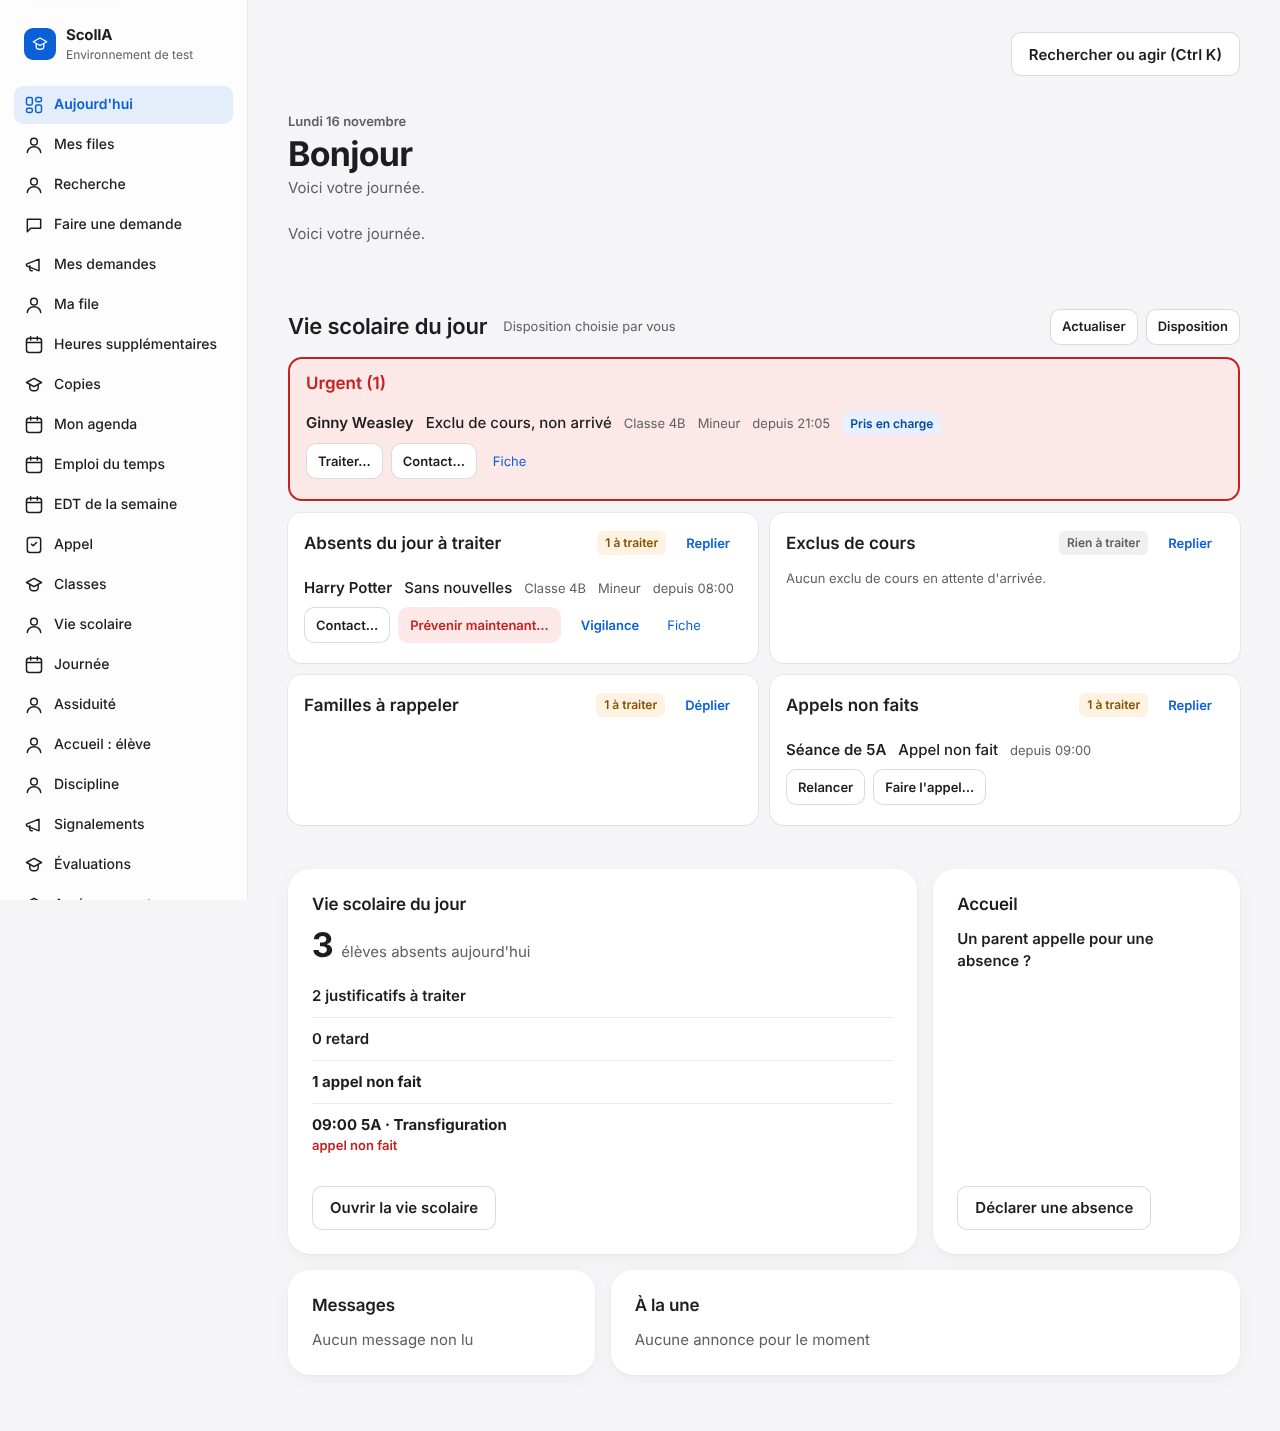 ScolIA
Environnement de test
Aujourd'hui
Mes files
Recherche
Faire une demande
Mes demandes
Ma file
Heures supplémentaires
Copies
Mon agenda
Emploi du temps
EDT de la semaine
Appel
Classes
Vie scolaire
Journée
Assiduité
Accueil : élève
Discipline
Signalements
Évaluations
Rechercher ou agir (Ctrl K)
Lundi 16 novembre
Bonjour
Voici votre journée.
Voici votre journée.
Vie scolaire du jour Disposition choisie par vous Actualiser Disposition
Urgent (1)
Ginny Weasley Exclu de cours, non arrivé Classe 4B Mineur depuis 21:05 Pris en charge
Traiter... Contact... Fiche
Absents du jour à traiter 1 à traiter Replier
Harry Potter Sans nouvelles Classe 4B Mineur depuis 08:00
Contact... Prévenir maintenant... Vigilance Fiche
Exclus de cours Rien à traiter Replier
Aucun exclu de cours en attente d'arrivée.
Familles à rappeler 1 à traiter Déplier
Appels non faits 1 à traiter Replier
Séance de 5A Appel non fait depuis 09:00
Relancer Faire l'appel...
Vie scolaire du jour
3 élèves absents aujourd'hui
2 justificatifs à traiter
0 retard
1 appel non fait
09:00 5A · Transfiguration
appel non fait
Ouvrir la vie scolaire
Accueil
Un parent appelle pour une
absence ?
Déclarer une absence
Messages
Aucun message non lu
À la une
Aucune annonce pour le moment